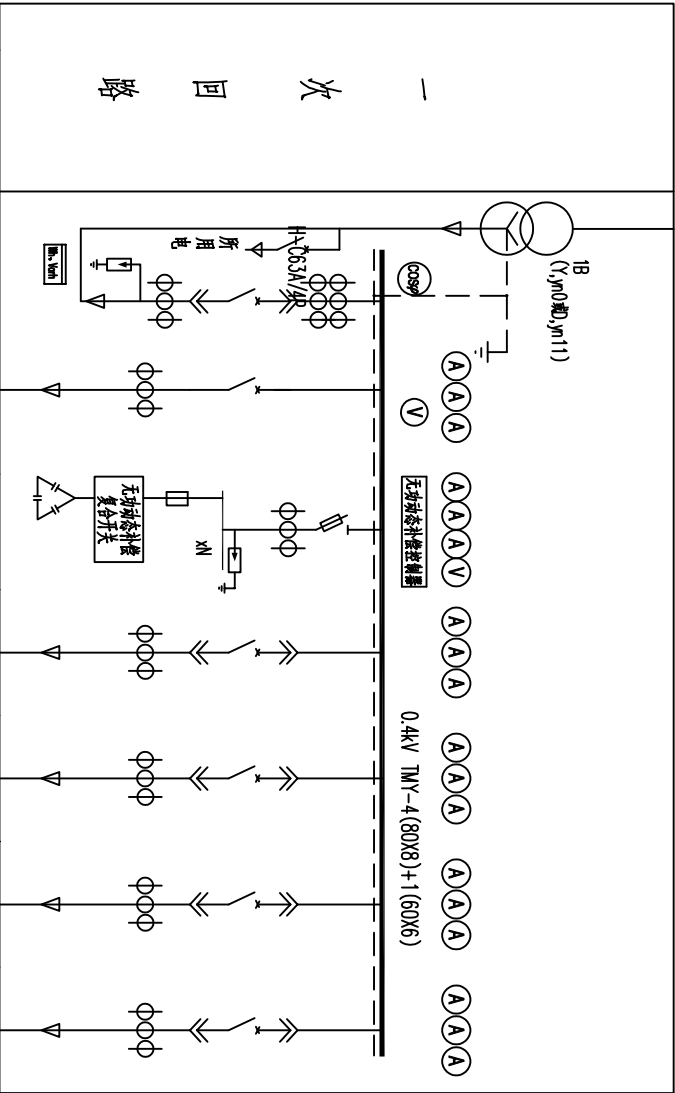 一次回路
1B
(Y,yn0或D,yn11)
A A A
A A A V
A A A
A A A
A A A
A A A
cosφ
V
无功动态补偿控制器
0.4kV TMY-4(80X8)+1(60X6)
H-C63A/4P
所用电
xN
无功动态补偿
复合开关
Wh、Varh